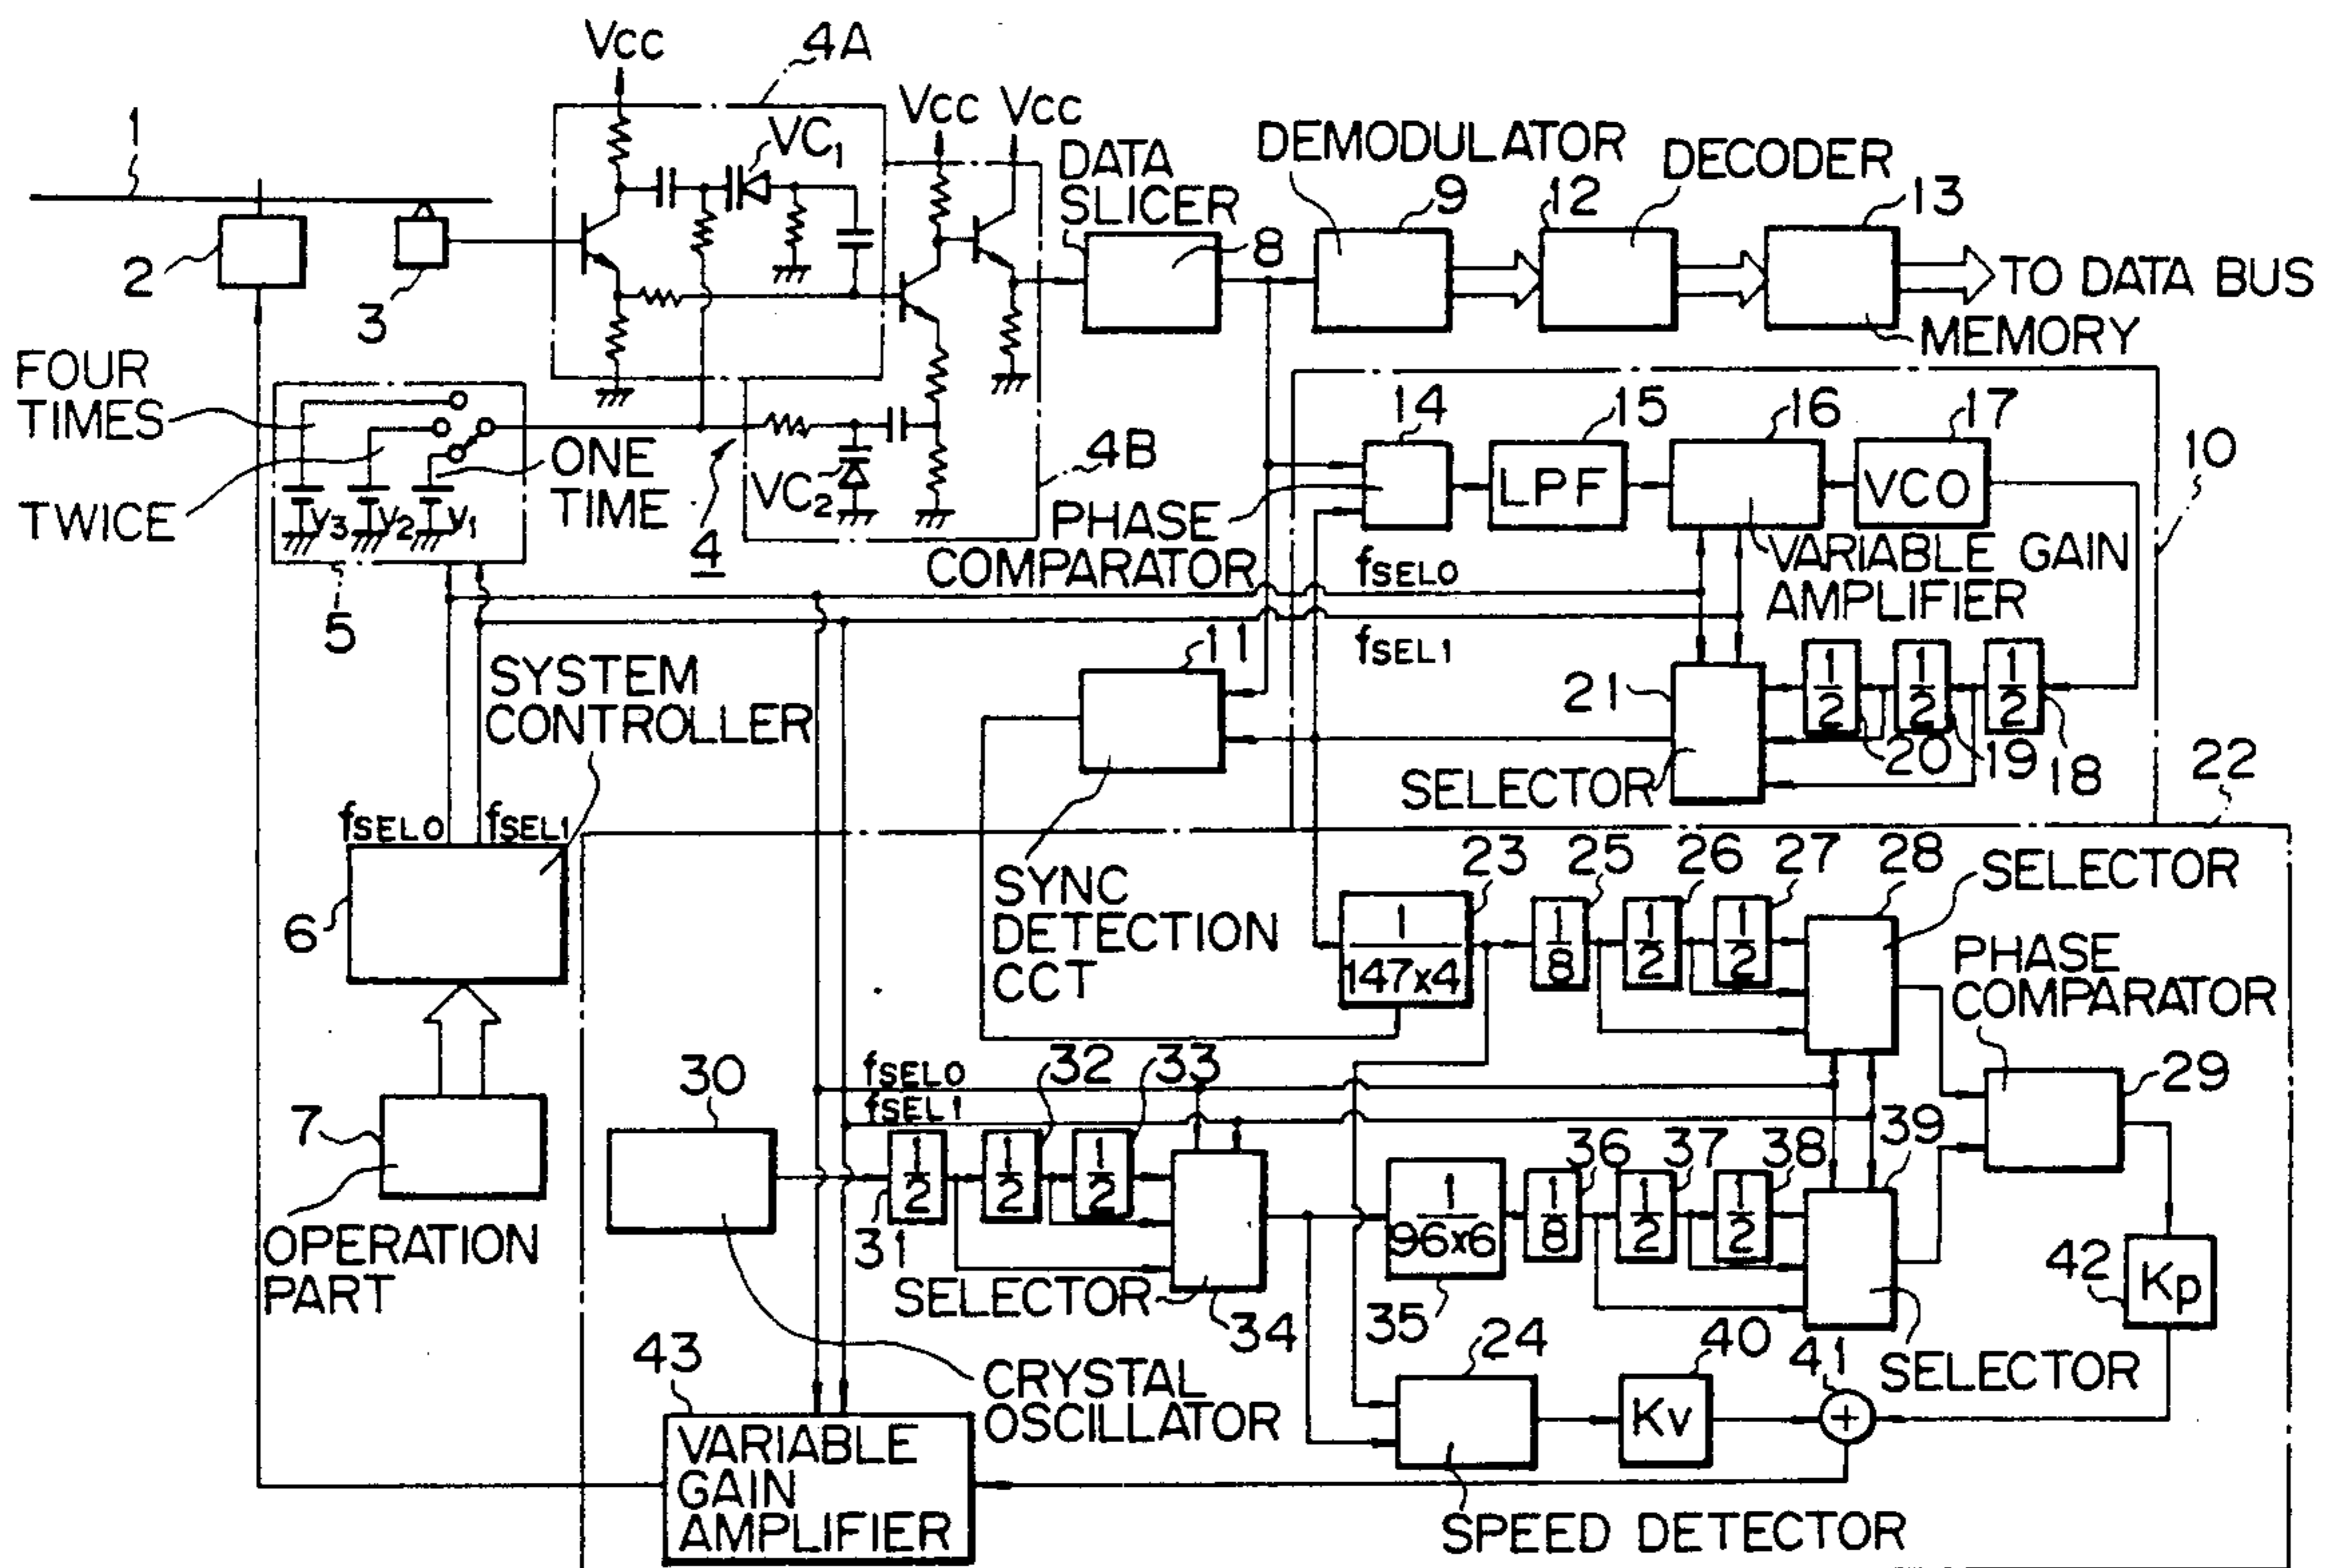 Vcc
4A
1
VC1
Vcc Vcc
DATA
SLICER
8
DEMODULATOR
9
12
DECODER
13
TO DATA BUS
MEMORY
2
3
FOUR
TIMES
TWICE
ONE
TIME
V3 V2 V1
5
4
VC2
4B
PHASE
COMPARATOR
14
15
LPF
16
17
VCO
10
VARIABLE GAIN
AMPLIFIER
fSEL0
fSEL1
11
21
1/2
1/2
1/2
20
19
18
SELECTOR
22
SYSTEM
CONTROLLER
fSEL0 fSEL1
6
7
OPERATION
PART
SYNC
DETECTION
CCT
23
1/147x4
25
1/8
26
1/2
27
1/2
28
SELECTOR
PHASE
COMPARATOR
29
30
fSEL0
fSEL1
31
1/2
32
1/2
33
1/2
SELECTOR
34
1/96x6
35
36
1/8
37
1/2
38
1/2
39
SELECTOR
42
Kp
CRYSTAL
OSCILLATOR
24
40
Kv
41
+
43
VARIABLE
GAIN
AMPLIFIER
SPEED DETECTOR